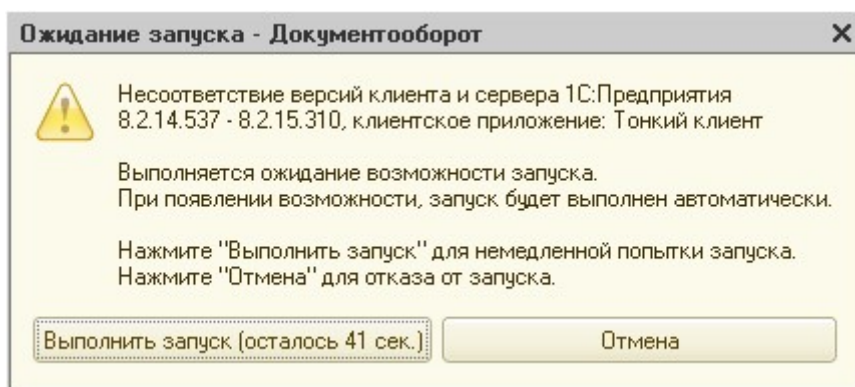 Ожидание запуска - Документооборот
Несоответствие версий клиента и сервера 1С:Предприятия
8.2.14.537 - 8.2.15.310, клиентское приложение: Тонкий клиент
Выполняется ожидание возможности запуска.
При появлении возможности, запуск будет выполнен автоматически.
Нажмите "Выполнить запуск" для немедленной попытки запуска.
Нажмите "Отмена" для отказа от запуска.
Выполнить запуск (осталось 41 сек.) Отмена